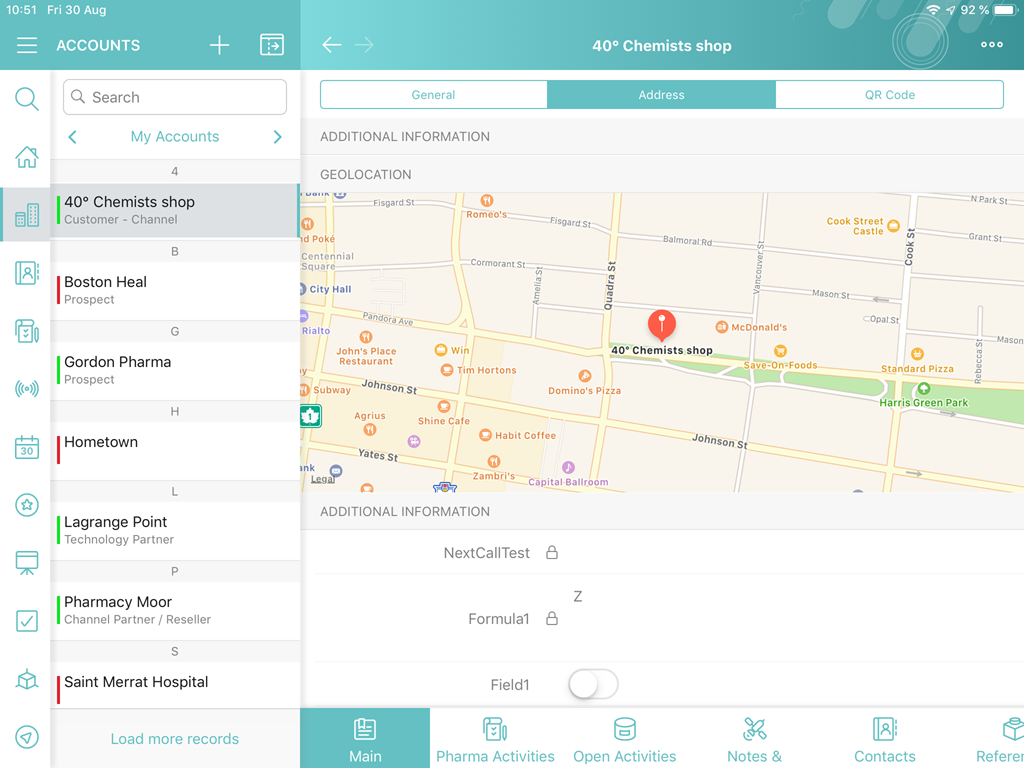 10:51 Fri 30 Aug
92 %
ACCOUNTS
40° Chemists shop
Search
My Accounts
4
40° Chemists shop
Customer - Channel
B
Boston Heal
Prospect
G
Gordon Pharma
Prospect
H
Hometown
L
Lagrange Point
Technology Partner
P
Pharmacy Moor
Channel Partner / Reseller
S
Saint Merrat Hospital
Load more records
30
General
Address
QR Code
ADDITIONAL INFORMATION
GEOLOCATION
Fisgard St
Romeo's
Fisgard St
N Park St
Cook Street
Castle
Grant St
Balmoral Rd
Cook St
nd Poké
Centennial
Square
Cormorant St
Amelia St
Quadra St
Vancouver St
City Hall
Mason St
Mason
Opal St
Rialto
Pandora Ave
McDonald's
40° Chemists shop
John's Place
Restaurant
Win
Tim Hortons
Save-On-Foods
Standard Pizza
Rebecca St
Subway
Johnson St
Domino's Pizza
Harris Green Park
1
Agrius
Shine Cafe
Habit Coffee
Johnson St
Yates St
ank
Legal
Zambri's
Capital Ballroom
ADDITIONAL INFORMATION
NextCallTest
Z
Formula1
Field1
Main
Pharma Activities
Open Activities
Notes &
Contacts
Referen